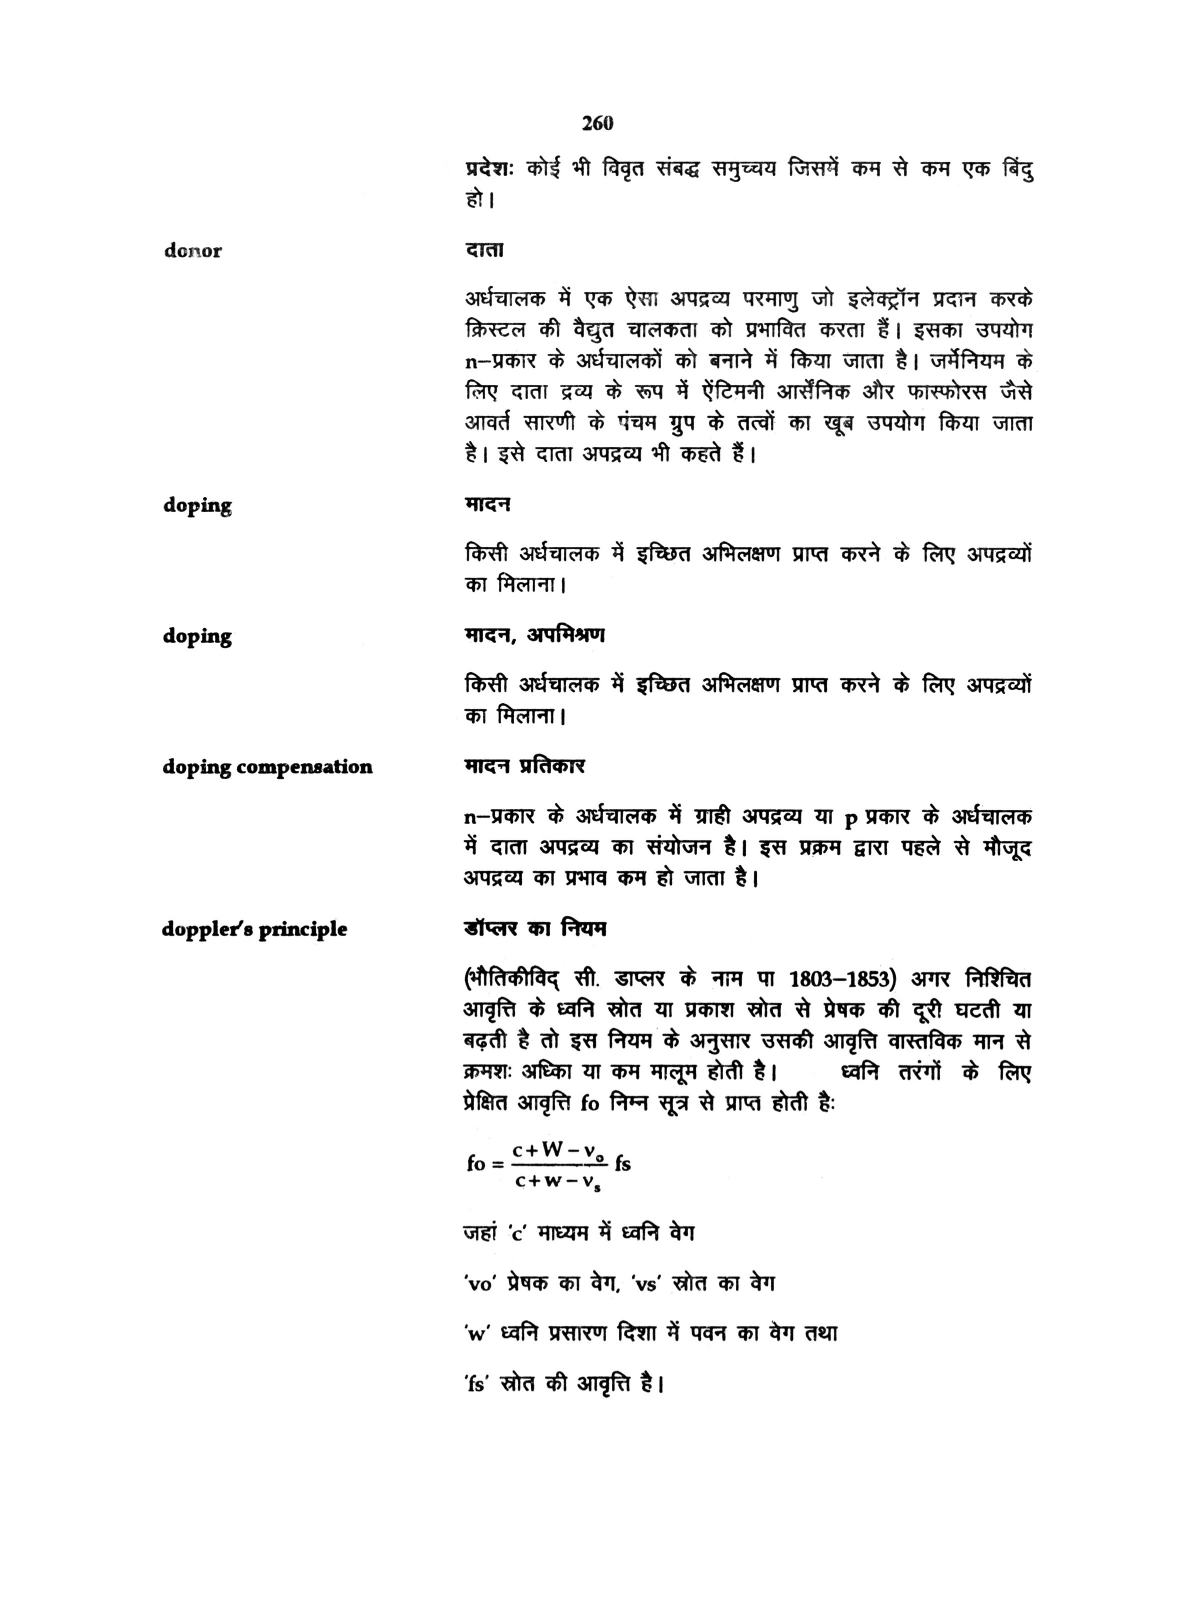 260
प्रदेशः कोई भी विवृत संबद्ध समुच्चय जिसमें कम से कम एक बिंदु
हो।
donor दाता
अर्धचालक में एक ऐसा अपद्रव्य परमाणु जो इलेक्ट्रॉन प्रदान करके
क्रिस्टल की वैद्युत चालकता को प्रभावित करता हैं। इसका उपयोग
n–प्रकार के अर्धचालकों को बनाने में किया जाता है। जर्मेनियम के
लिए दाता द्रव्य के रूप में ऐंटिमनी आर्सेनिक और फास्फोरस जैसे
आवर्त सारणी के पंचम ग्रुप के तत्वों का खूब उपयोग किया जाता
है। इसे दाता अपद्रव्य भी कहते हैं।
doping मादन
किसी अर्धचालक में इच्छित अभिलक्षण प्राप्त करने के लिए अपद्रव्यों
का मिलाना।
doping मादन, अपमिश्रण
किसी अर्धचालक में इच्छित अभिलक्षण प्राप्त करने के लिए अपद्रव्यों
का मिलाना।
doping compensation मादन प्रतिकार
n–प्रकार के अर्धचालक में ग्राही अपद्रव्य या p प्रकार के अर्धचालक
में दाता अपद्रव्य का संयोजन है। इस प्रक्रम द्वारा पहले से मौजूद
अपद्रव्य का प्रभाव कम हो जाता है।
doppler's principle डॉप्लर का नियम
(भौतिकीविद् सी. डाप्लर के नाम पा 1803–1853) अगर निश्चित
आवृत्ति के ध्वनि स्रोत या प्रकाश स्रोत से प्रेषक की दूरी घटती या
बढ़ती है तो इस नियम के अनुसार उसकी आवृत्ति वास्तविक मान से
क्रमशः अध्किा या कम मालूम होती है। ध्वनि तरंगों के लिए
प्रेक्षित आवृत्ति fo निम्न सूत्र से प्राप्त होती हैः
fo = (c + W – v₀) / (c + w – vₛ) fs
जहां 'c' माध्यम में ध्वनि वेग
'vo' प्रेषक का वेग, 'vs' स्रोत का वेग
'w' ध्वनि प्रसारण दिशा में पवन का वेग तथा
'fs' स्रोत की आवृत्ति है।